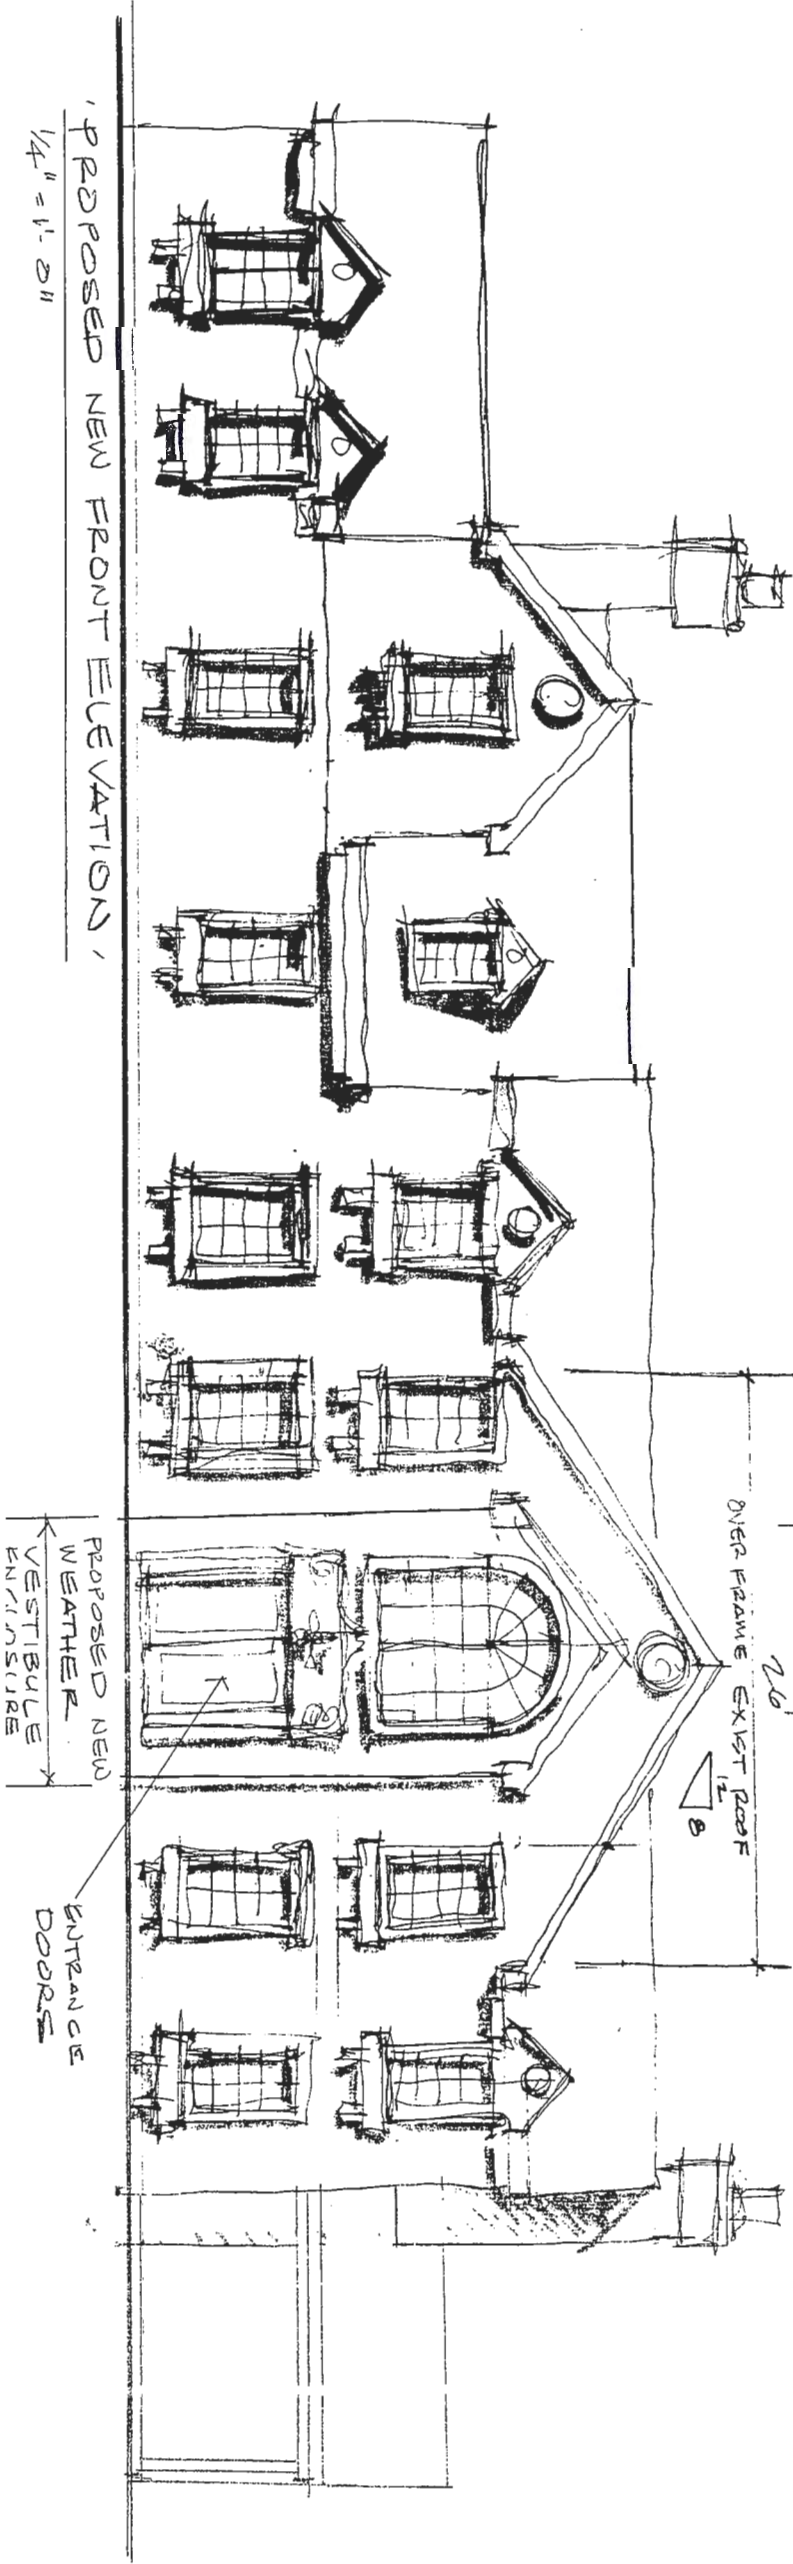 26'
OVER FRAME EXIST ROOF
12
8
PROPOSED NEW
WEATHER
VESTIBULE
ENCLOSURE
ENTRANCE
DOORS
'PROPOSED NEW FRONT ELEVATION'
1/4" = 1'-0"